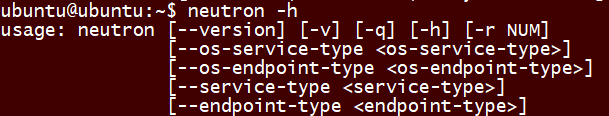 ubuntu@ubuntu:~$ neutron -h
usage: neutron [--version] [-v] [-q] [-h] [-r NUM]
[--os-service-type <os-service-type>]
[--os-endpoint-type <os-endpoint-type>]
[--service-type <service-type>]
[--endpoint-type <endpoint-type>]